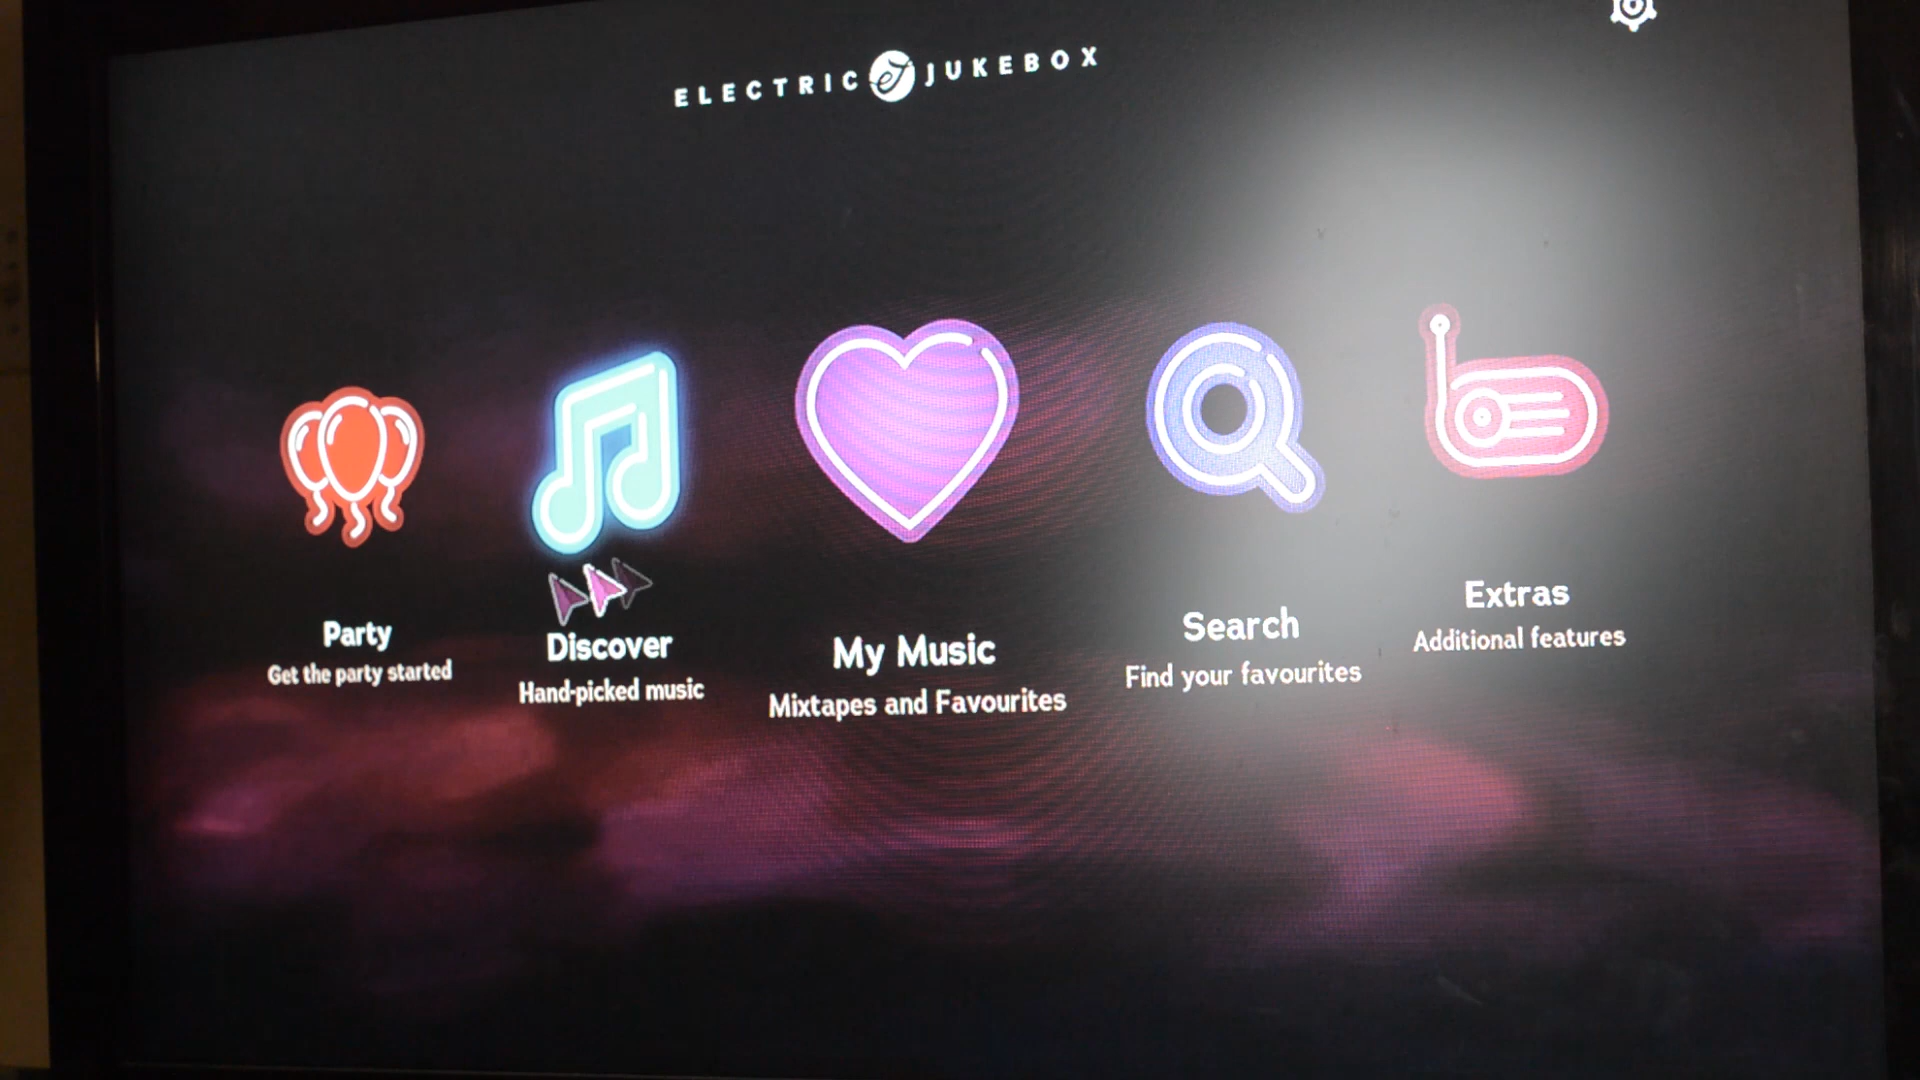 ELECTRIC eJ JUKEBOX
Party
Get the party started
Discover
Hand-picked music
My Music
Mixtapes and Favourites
Search
Find your favourites
Extras
Additional features